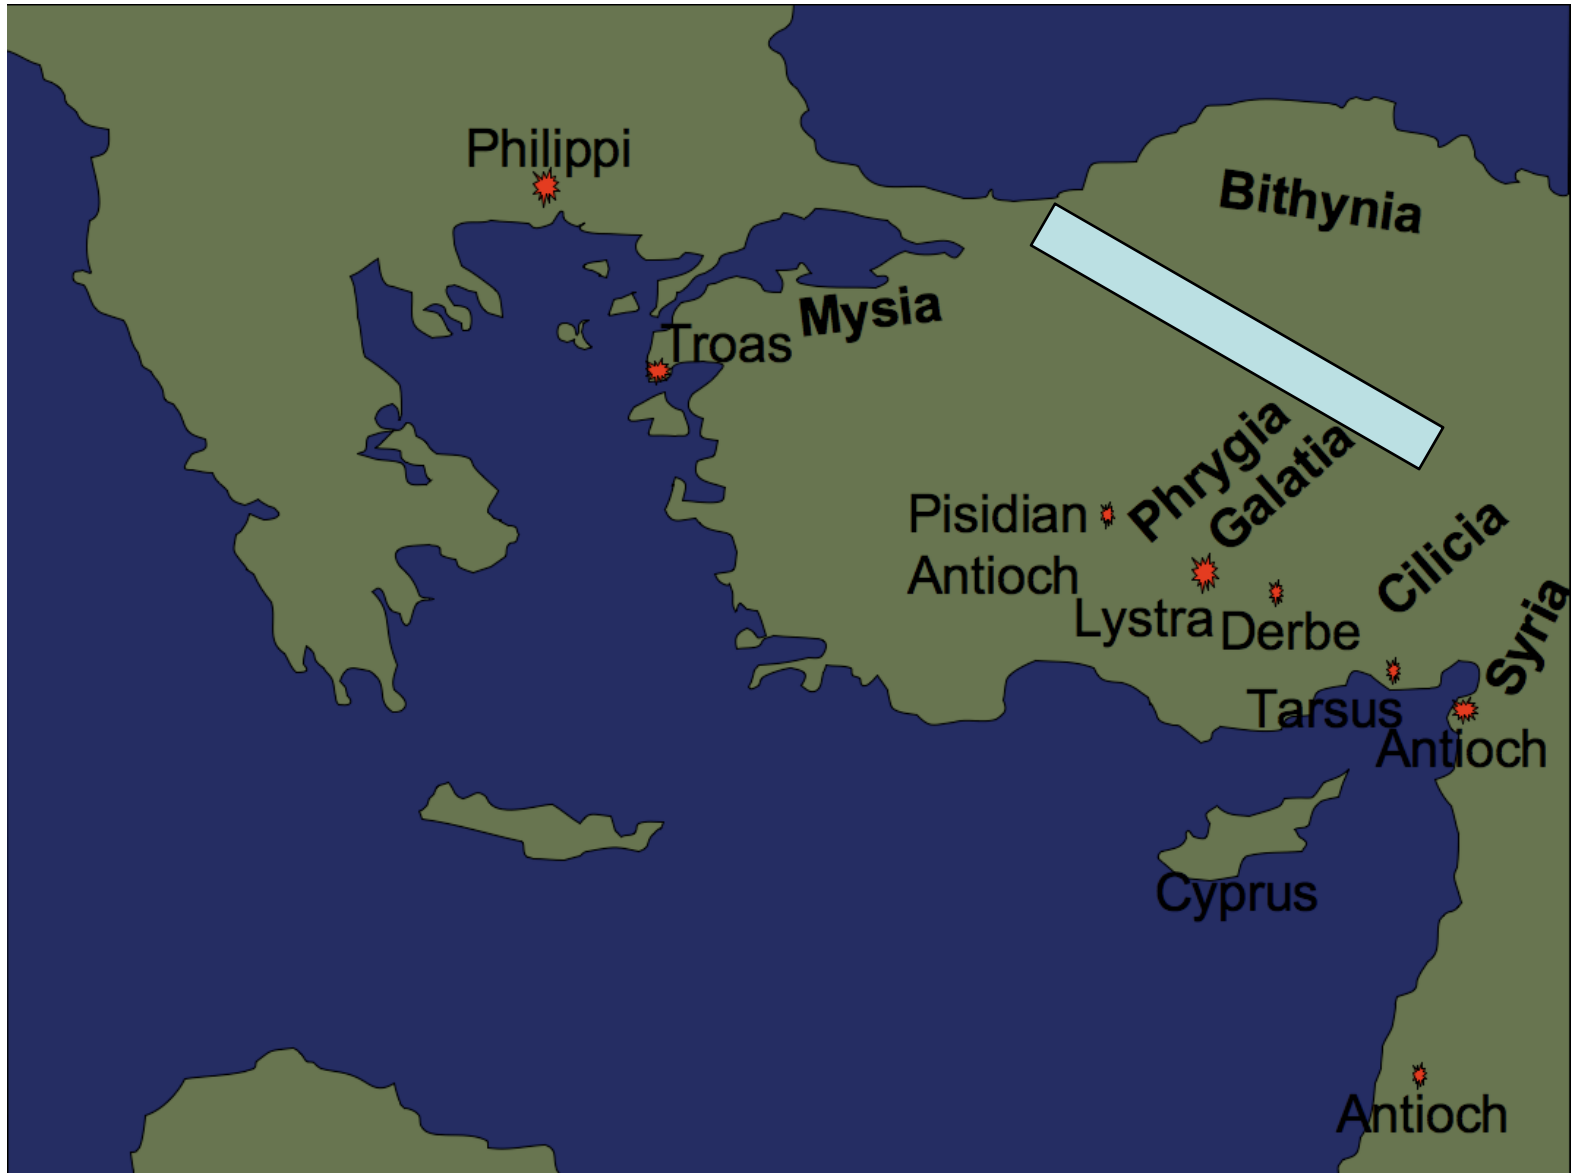 Philippi
Bithynia
Mysia
Troas
Phrygia
Galatia
Pisidian
Antioch
Cilicia
Lystra
Derbe
Syria
Tarsus
Antioch
Cyprus
Antioch